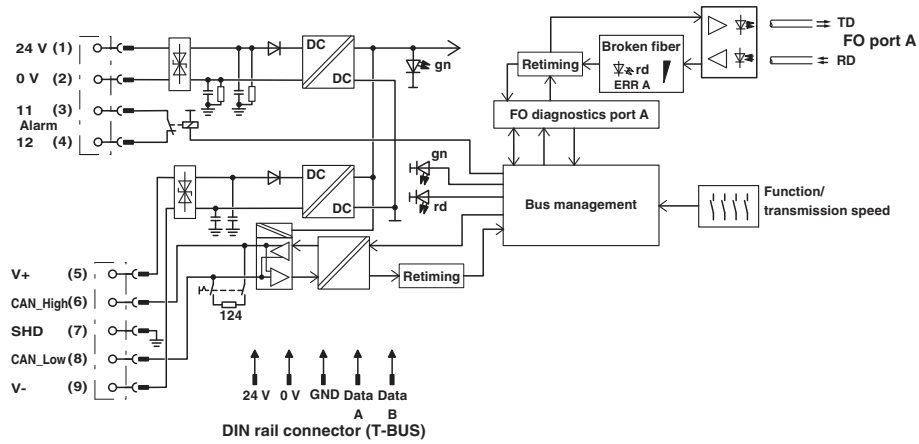 24 V (1)
0 V (2)
11 (3)
Alarm
12 (4)
DC
DC
gn
Retiming
Broken fiber
rd
ERR A
TD
FO port A
RD
FO diagnostics port A
DC
DC
gn
rd
Bus management
Function/
transmission speed
Retiming
124
V+ (5)
CAN_High (6)
SHD (7)
CAN_Low (8)
V- (9)
24 V 0 V GND Data Data
A B
DIN rail connector (T-BUS)